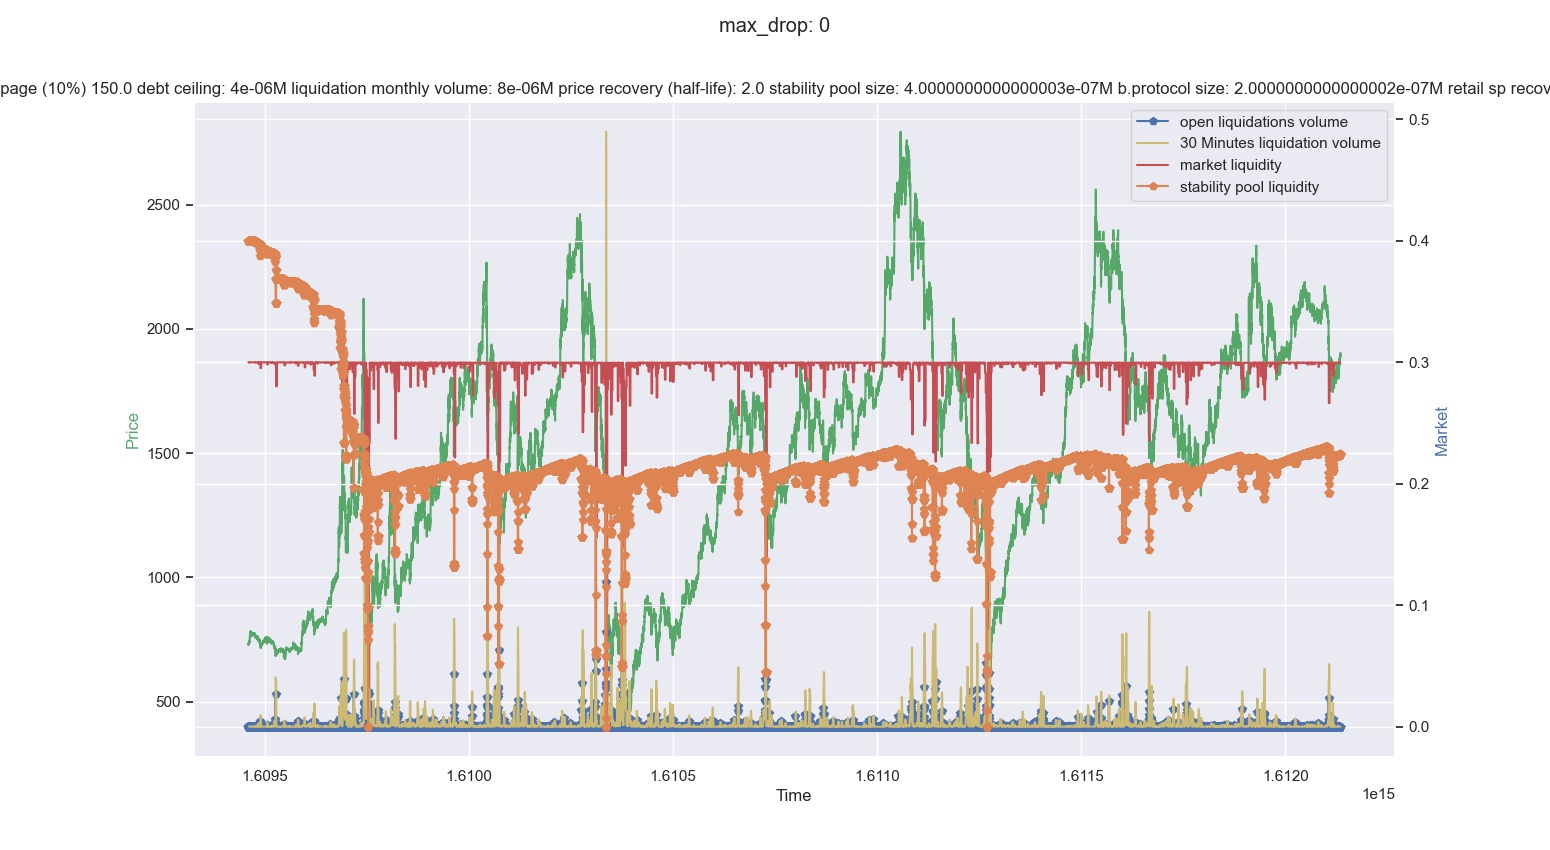 max_drop: 0
page (10%) 150.0 debt ceiling: 4e-06M liquidation monthly volume: 8e-06M price recovery (half-life): 2.0 stability pool size: 4.0000000000000003e-07M b.protocol size: 2.0000000000000002e-07M retail sp recov
open liquidations volume
30 Minutes liquidation volume
market liquidity
stability pool liquidity
Price
2500
2000
1500
1000
500
Market
0.5
0.4
0.3
0.2
0.1
0.0
1.6095 1.6100 1.6105 1.6110 1.6115 1.6120
Time
1e15